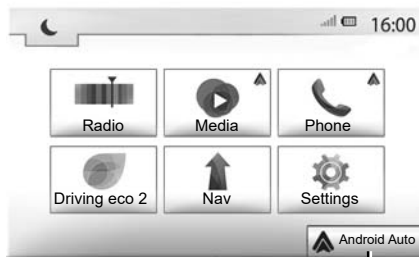 16:00
Radio
Media
Phone
Driving eco 2
Nav
Settings
Android Auto